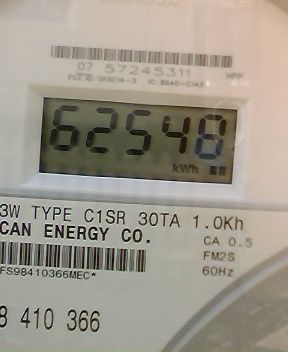 07 57245311
HPP
62548
kWh
3W TYPE C1SR 30TA 1.0Kh
CAN ENERGY CO.
CA 0.5
FM2S
60Hz
*FS98410366MEC*
8 410 366